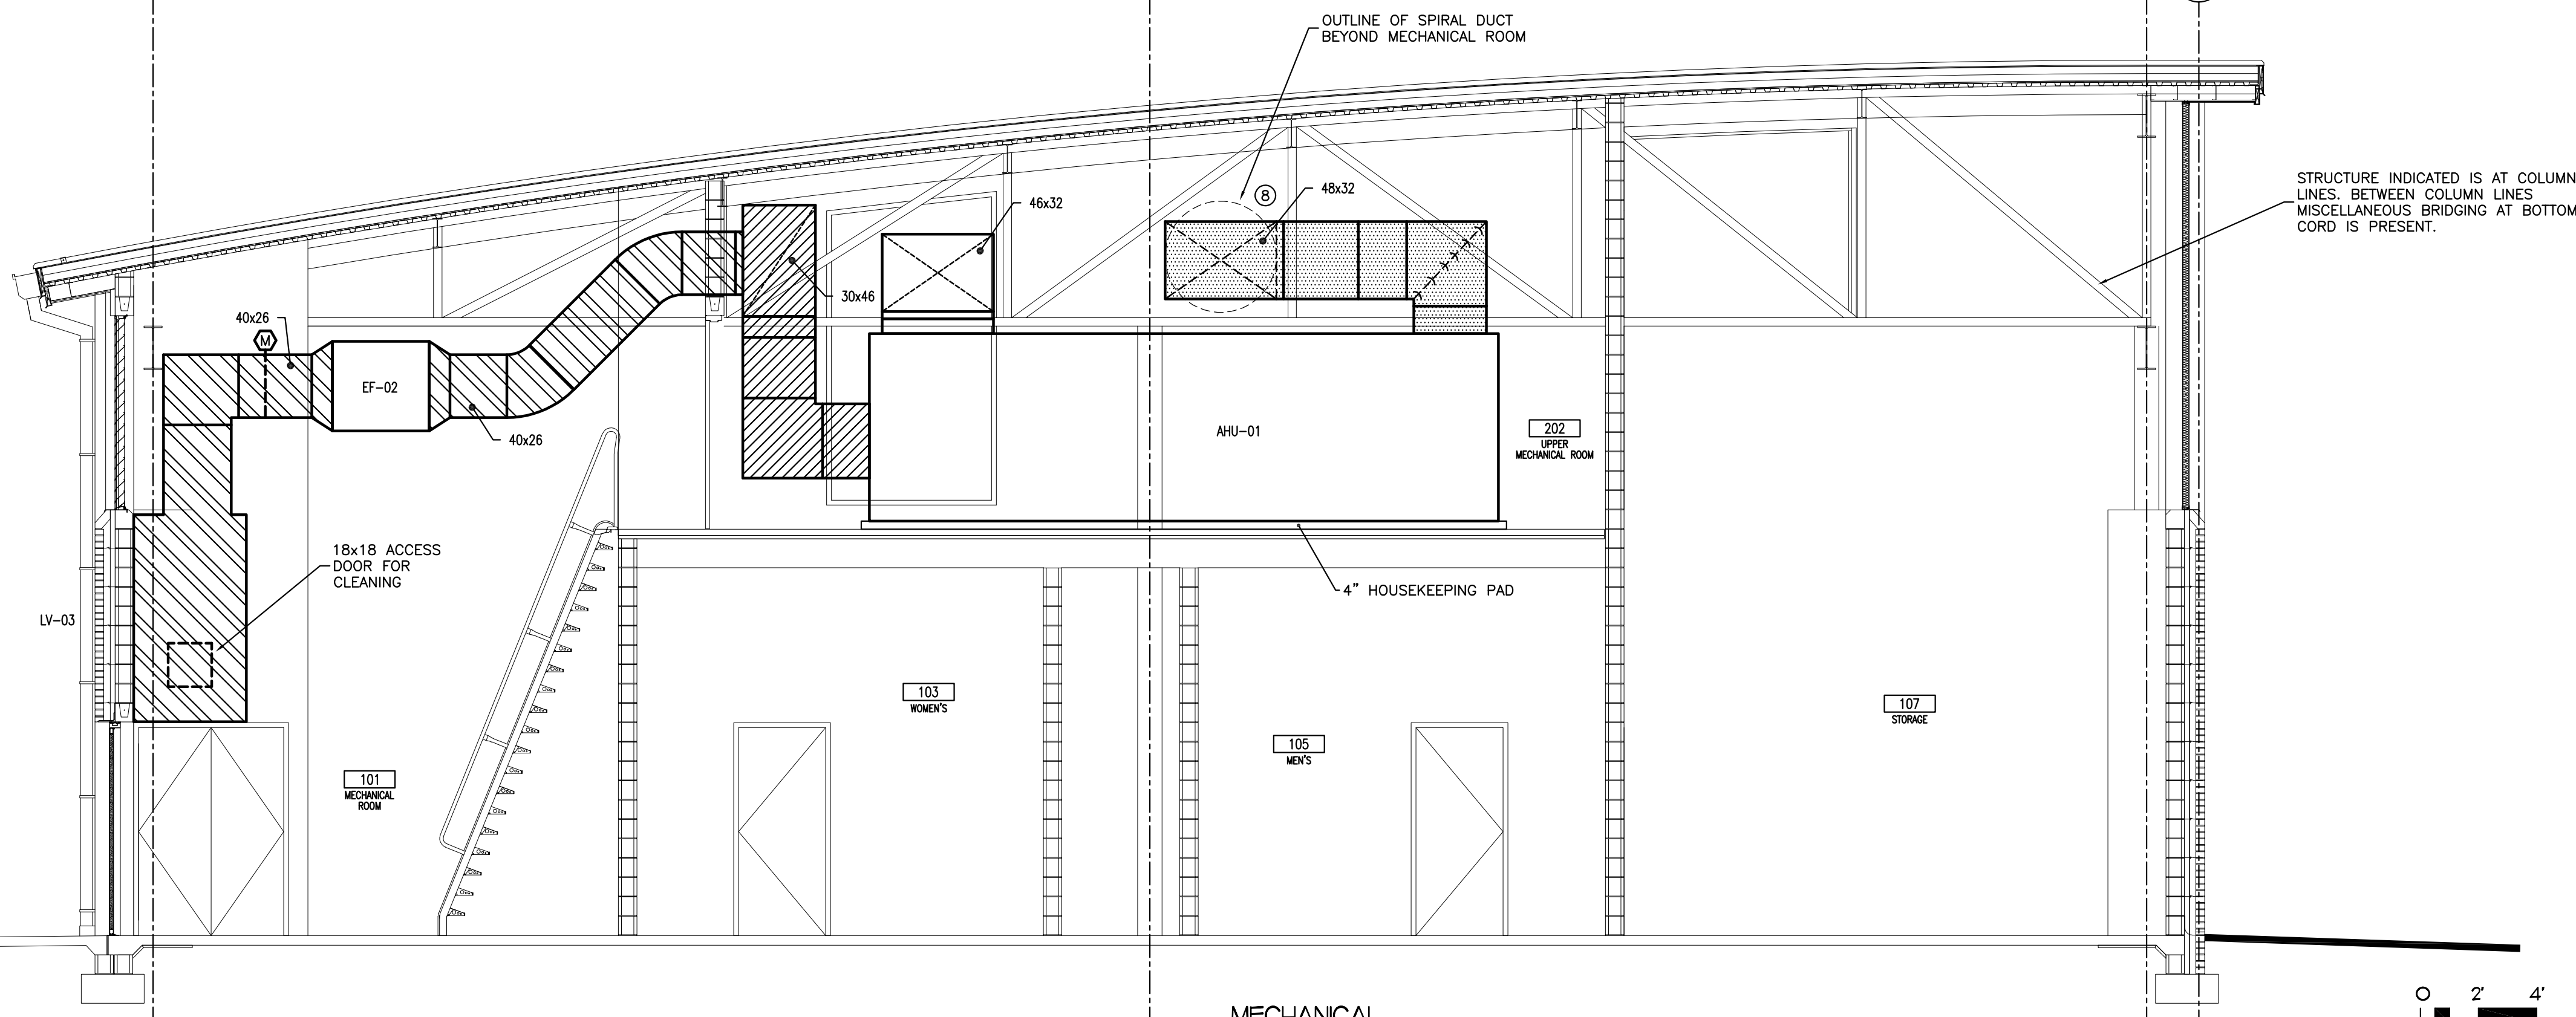 OUTLINE OF SPIRAL DUCT
BEYOND MECHANICAL ROOM
8
48x32
46x32
STRUCTURE INDICATED IS AT COLUMN
LINES. BETWEEN COLUMN LINES
MISCELLANEOUS BRIDGING AT BOTTOM
CORD IS PRESENT.
30x46
40x26
M
EF-02
40x26
AHU-01
202
UPPER
MECHANICAL ROOM
18x18 ACCESS
DOOR FOR
CLEANING
4" HOUSEKEEPING PAD
LV-03
103
WOMEN'S
107
STORAGE
105
MEN'S
101
MECHANICAL
ROOM
MECHANICAL
0 2' 4'